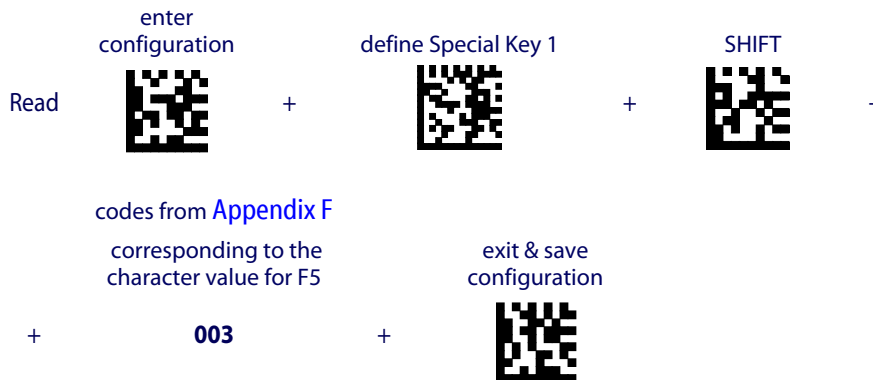 enter
configuration
define Special Key 1
SHIFT
Read
+
+
codes from Appendix F
corresponding to the
character value for F5
exit & save
configuration
+
003
+